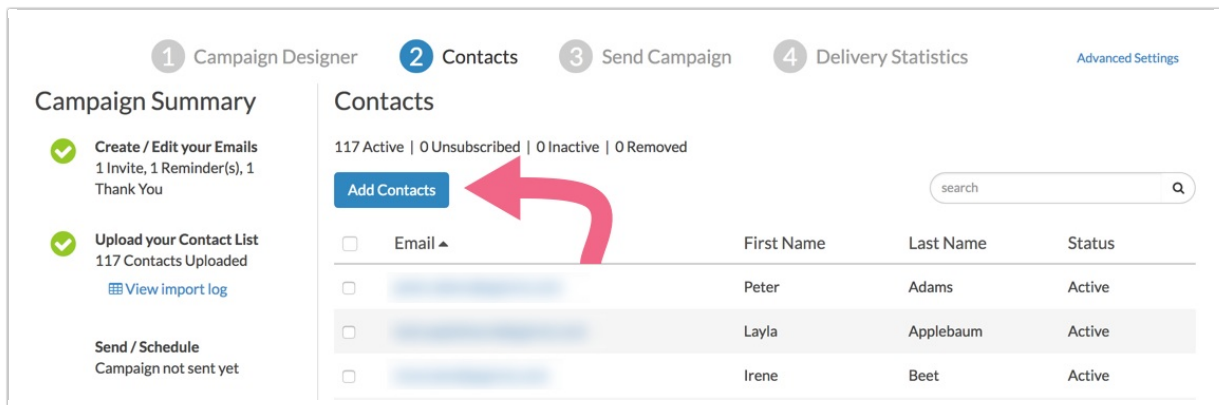 1 Campaign Designer 2 Contacts 3 Send Campaign 4 Delivery Statistics Advanced Settings
Campaign Summary
Create / Edit your Emails
1 Invite, 1 Reminder(s), 1
Thank You
Upload your Contact List
117 Contacts Uploaded
View import log
Send / Schedule
Campaign not sent yet
Contacts
117 Active | 0 Unsubscribed | 0 Inactive | 0 Removed
Add Contacts
search
Email First Name Last Name Status
Peter Adams Active
Layla Applebaum Active
Irene Beet Active